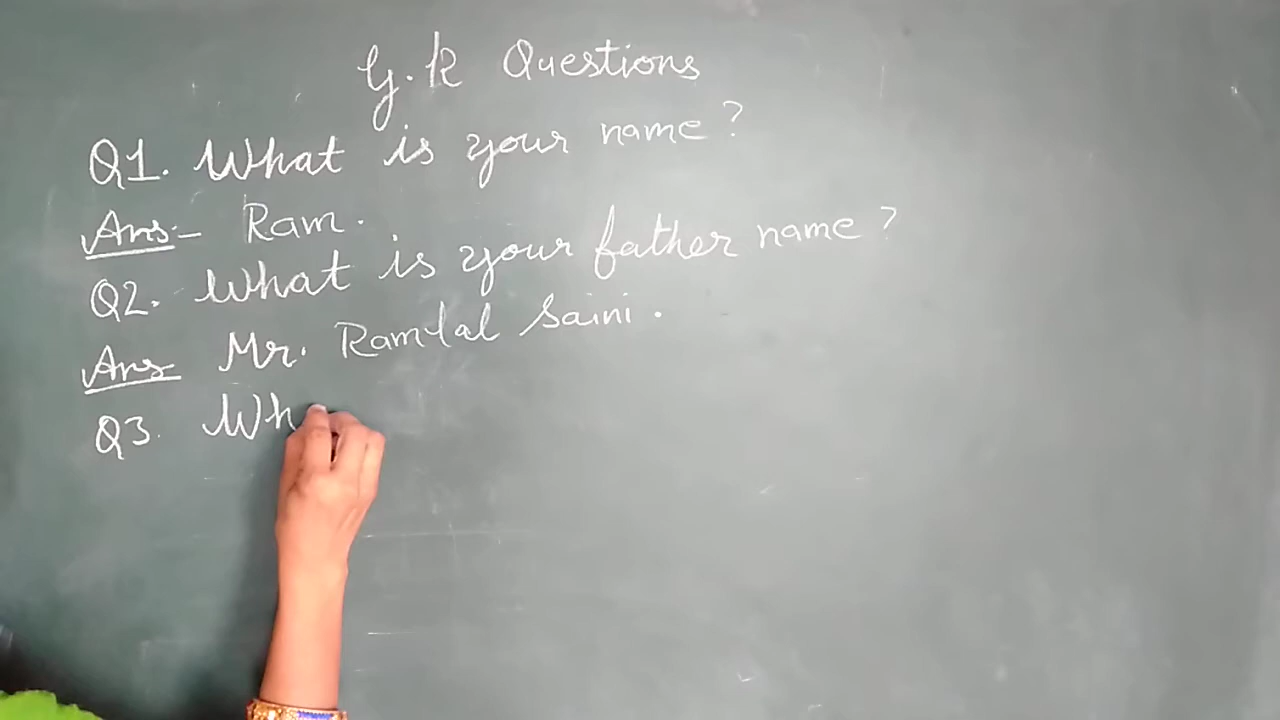 G.K Questions
Q1. What is your name?
Ans:- Ram.
Q2. What is your father name?
Ans Mr. Ramlal Saini.
Q3. Wh